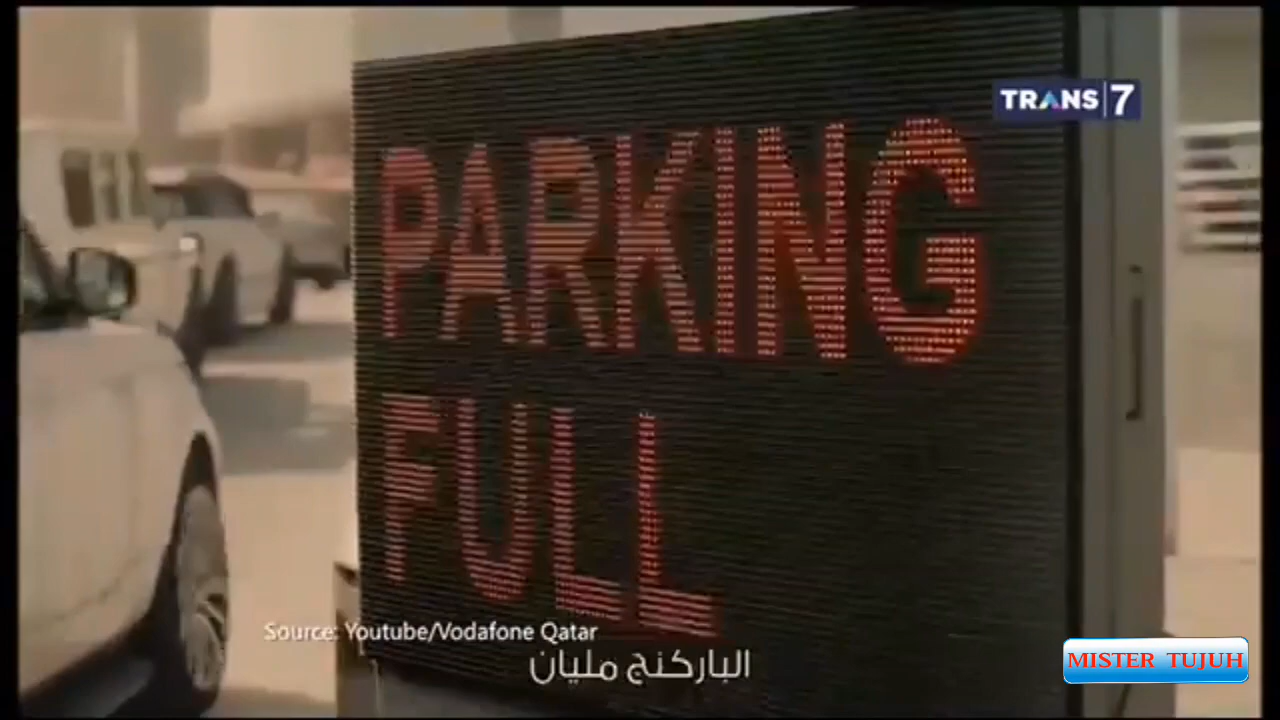 TRANS|7
PARKING
FULL
Source: Youtube/Vodafone Qatar
الباركنج مليان
MISTER TUJUH